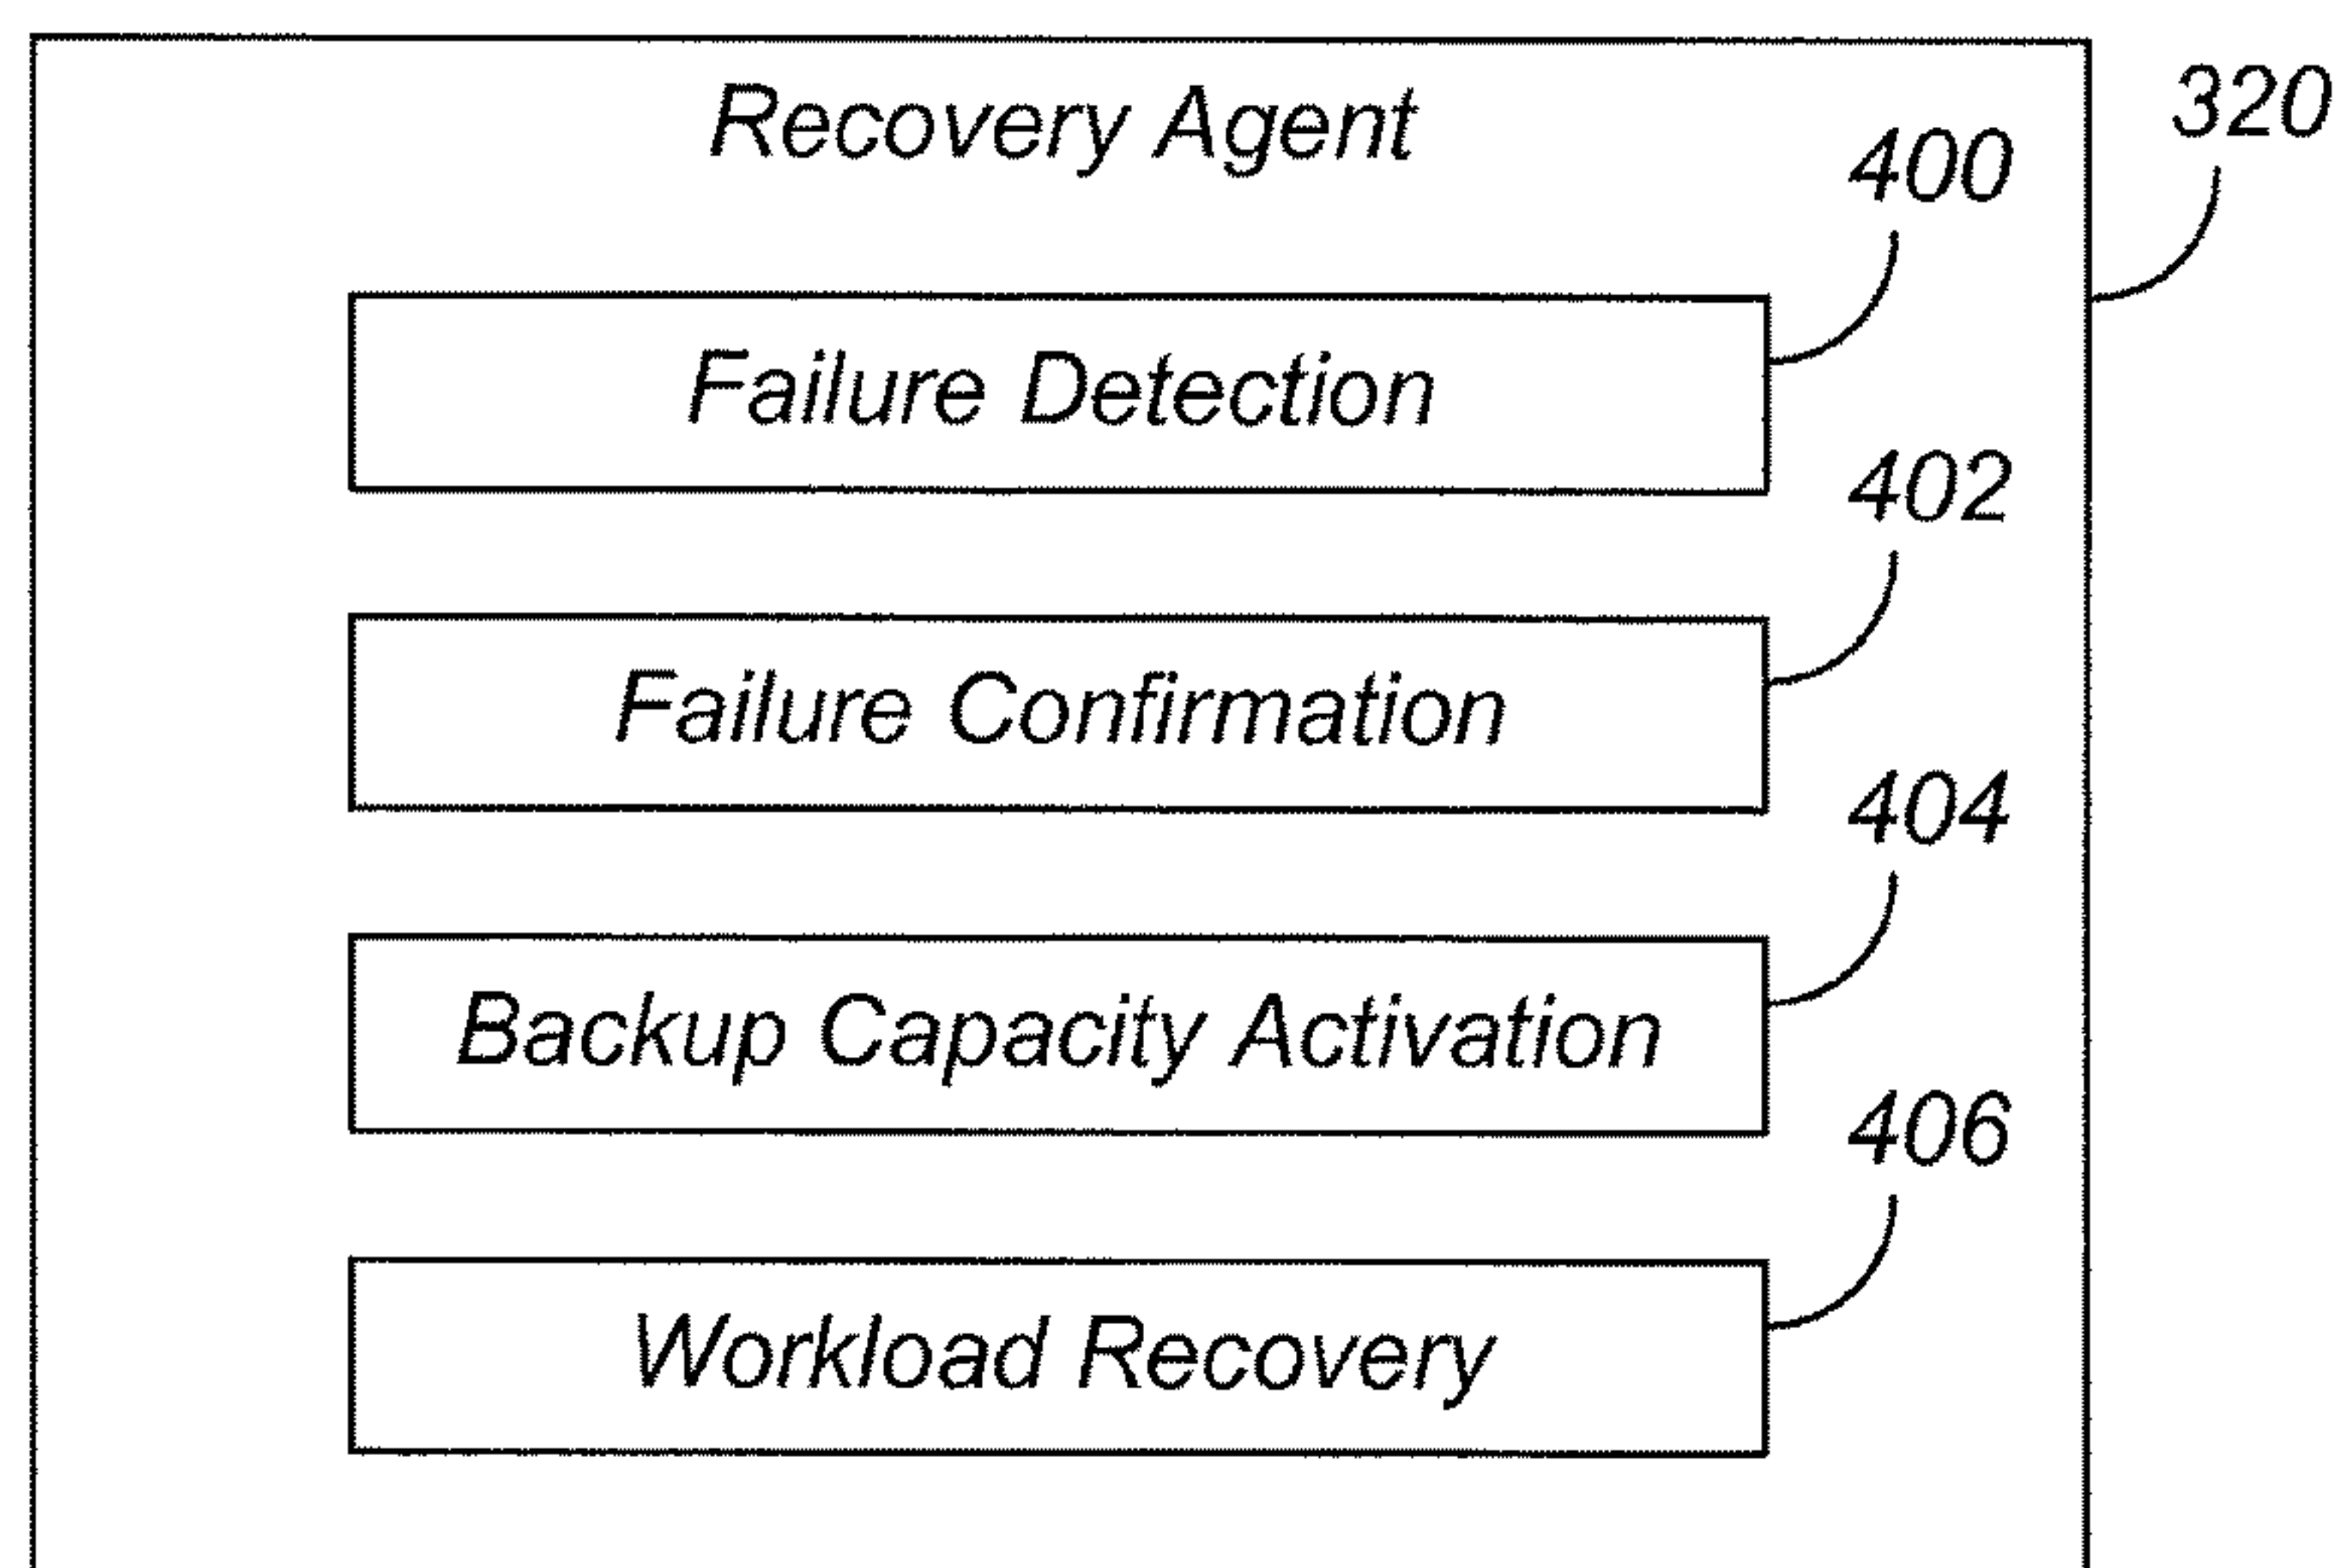 Recovery Agent
320
400
Failure Detection
402
Failure Confirmation
404
Backup Capacity Activation
406
Workload Recovery